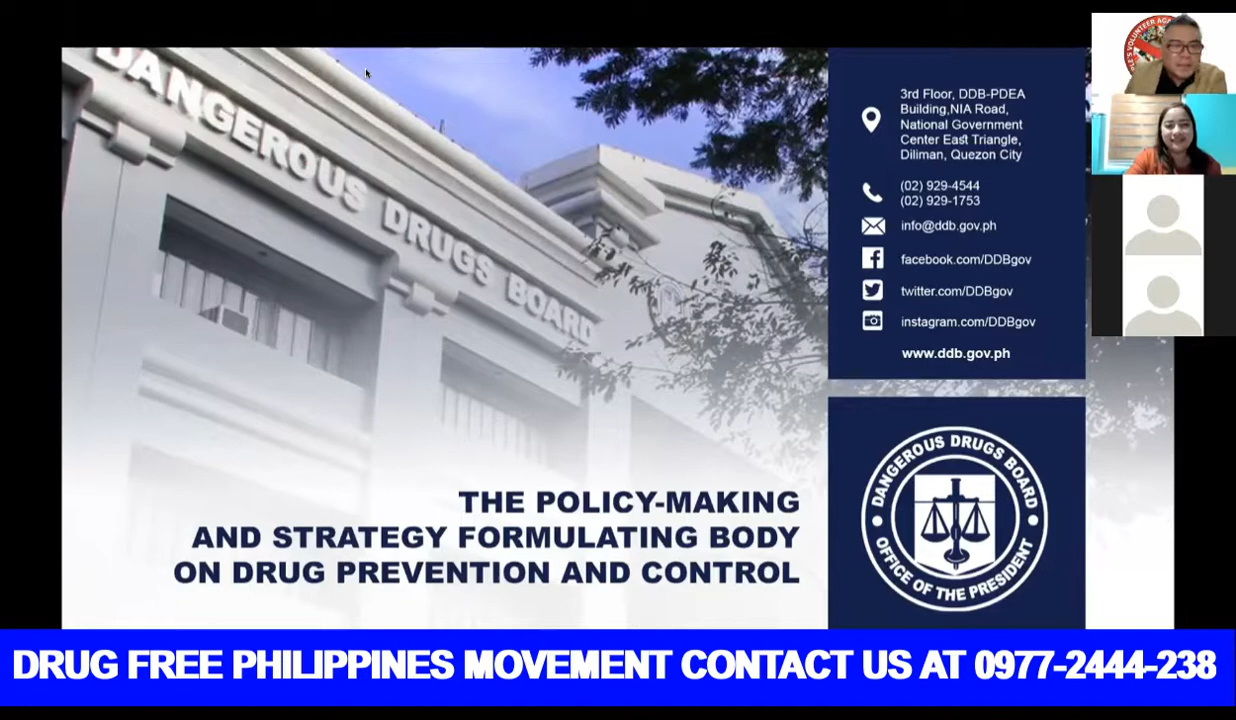 DANGEROUS DRUGS BOARD
3rd Floor, DDB-PDEA
Building,NIA Road,
National Government
Center East Triangle,
Diliman, Quezon City
(02) 929-4544
(02) 929-1753
info@ddb.gov.ph
facebook.com/DDBgov
twitter.com/DDBgov
instagram.com/DDBgov
www.ddb.gov.ph
THE POLICY-MAKING
AND STRATEGY FORMULATING BODY
ON DRUG PREVENTION AND CONTROL
DANGEROUS DRUGS BOARD
OFFICE OF THE PRESIDENT
DRUG FREE PHILIPPINES MOVEMENT CONTACT US AT 0977-2444-238